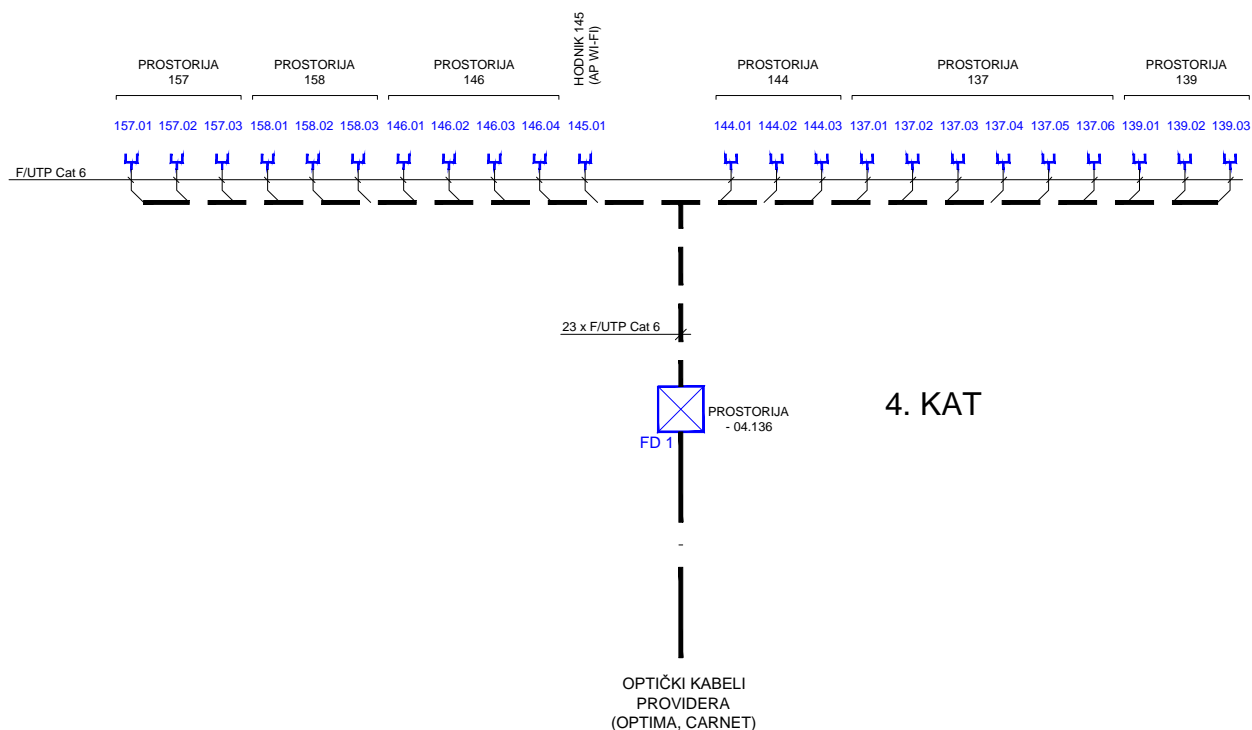 HODNIK 145
(AP WI-FI)
PROSTORIJA
157
PROSTORIJA
158
PROSTORIJA
146
PROSTORIJA
144
PROSTORIJA
137
PROSTORIJA
139
157.01 157.02 157.03 158.01 158.02 158.03 146.01 146.02 146.03 146.04 145.01 144.01 144.02 144.03 137.01 137.02 137.03 137.04 137.05 137.06 139.01 139.02 139.03
F/UTP Cat 6
23 x F/UTP Cat 6
4. KAT
PROSTORIJA
- 04.136
FD 1
OPTIČKI KABELI
PROVIDERA
(OPTIMA, CARNET)